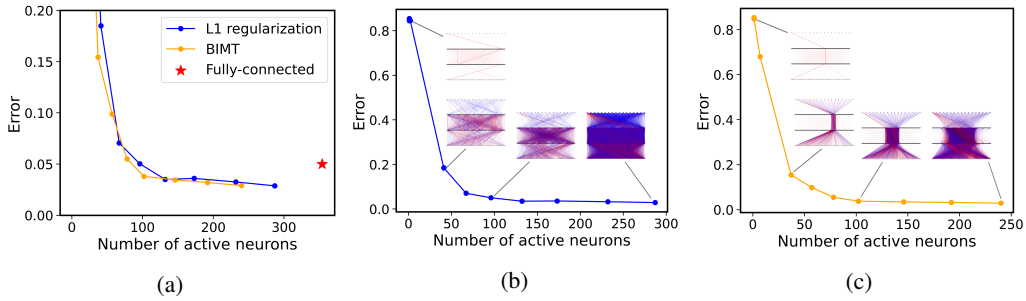 0.20
0.15
0.10
0.05
0.00
Error
0
100
200
300
Number of active neurons
L1 regularization
BIMT
Fully-connected
(a)
0.8
0.6
0.4
0.2
0.0
Error
0
50
100
150
200
250
300
Number of active neurons
(b)
0.8
0.6
0.4
0.2
0.0
Error
0
50
100
150
200
250
Number of active neurons
(c)